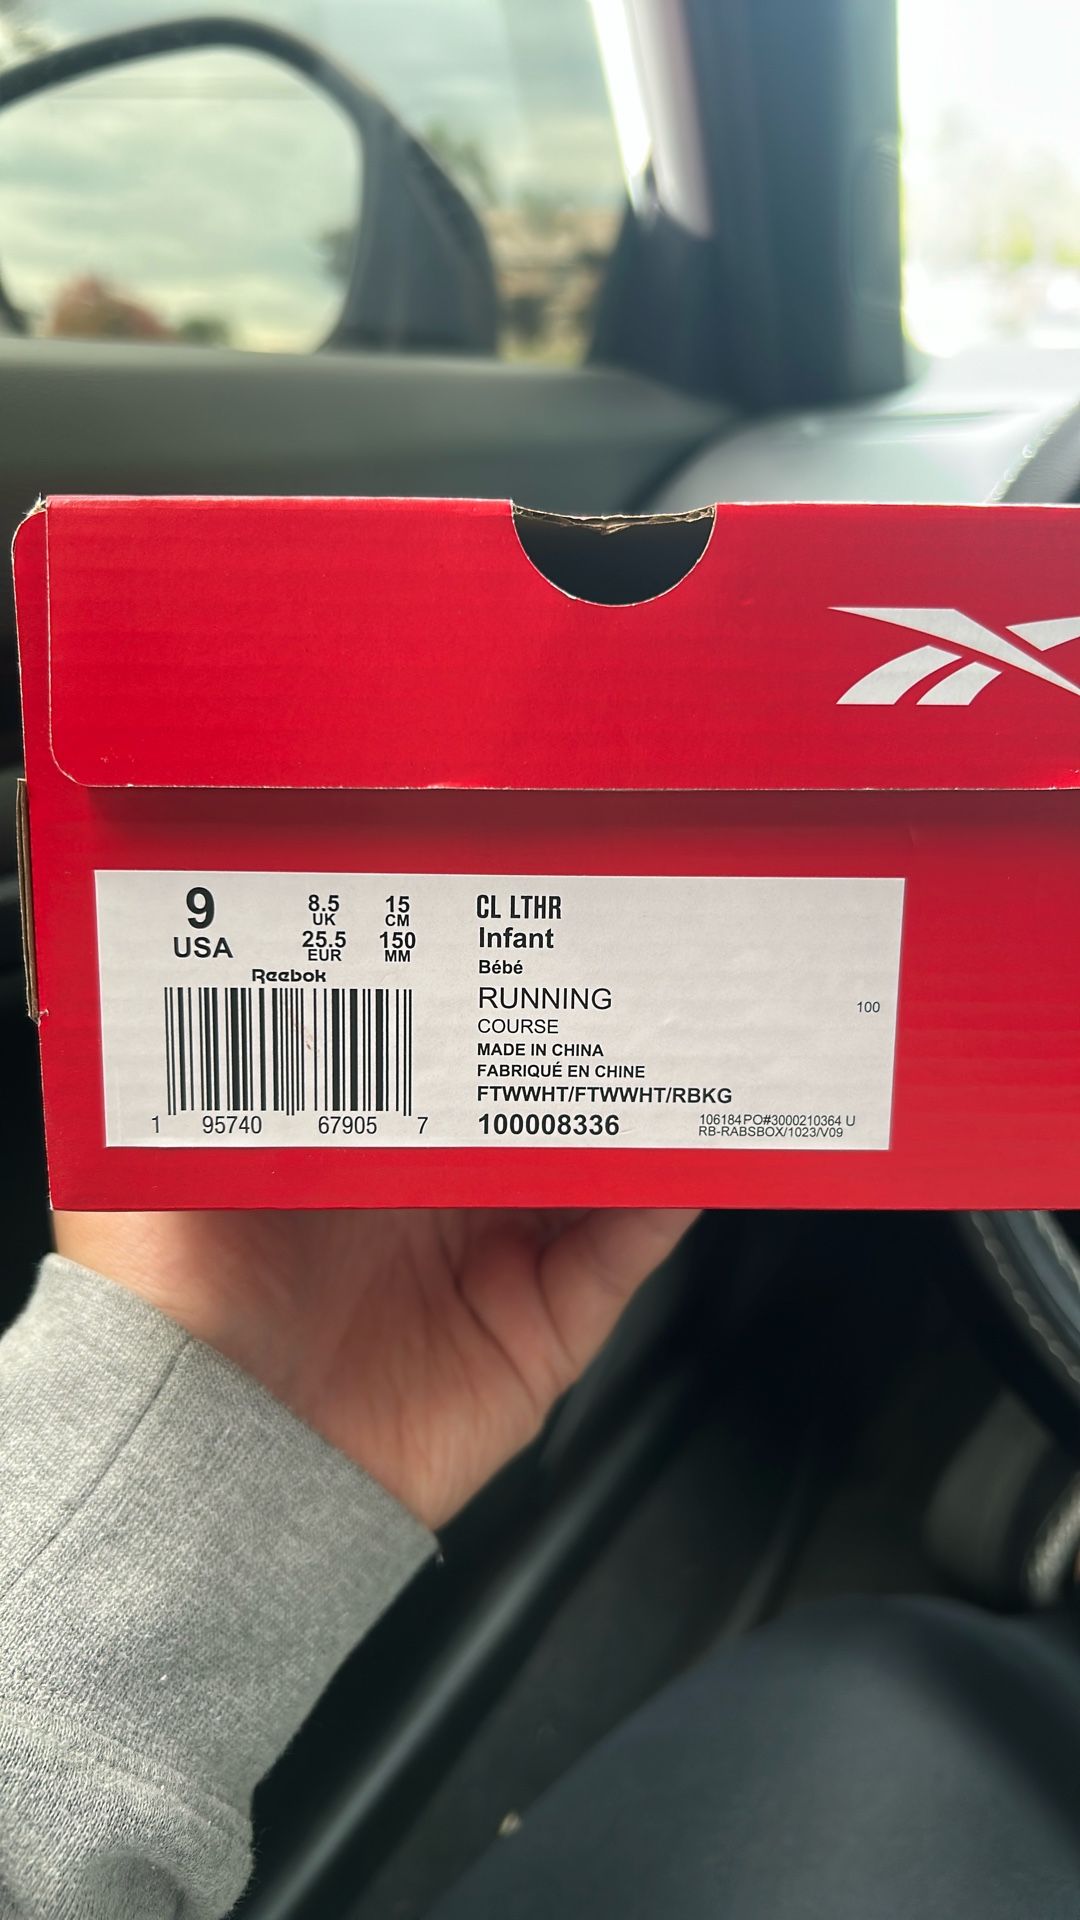 9
USA
8.5
UK
15
CM
25.5
EUR
150
MM
Reebok
1 95740 67905 7
CL LTHR
Infant
Bébé
RUNNING
COURSE
100
MADE IN CHINA
FABRIQUÉ EN CHINE
FTWWHT/FTWWHT/RBKG
100008336
106184PO#3000210364 U
RB-RABSBOX/1023/V09